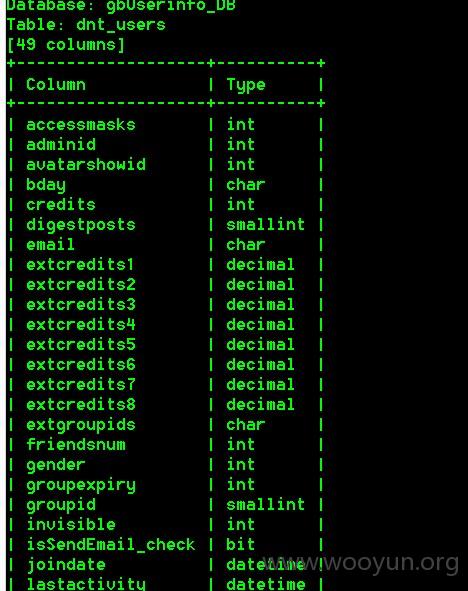 Database: gbUserinfo_DB
Table: dnt_users
[49 columns]
+-------------------+----------+
| Column            | Type     |
+-------------------+----------+
| accessmasks       | int      |
| adminid           | int      |
| avatarshowid      | int      |
| bday              | char     |
| credits           | int      |
| digestposts       | smallint |
| email             | char     |
| extcredits1       | decimal  |
| extcredits2       | decimal  |
| extcredits3       | decimal  |
| extcredits4       | decimal  |
| extcredits5       | decimal  |
| extcredits6       | decimal  |
| extcredits7       | decimal  |
| extcredits8       | decimal  |
| extgroupids       | char     |
| friendsnum        | int      |
| gender            | int      |
| groupexpiry       | int      |
| groupid           | smallint |
| invisible         | int      |
| isSendEmail_check | bit      |
| joindate          | datetime |
| lastactivity      | datetime |
www.wooyun.org